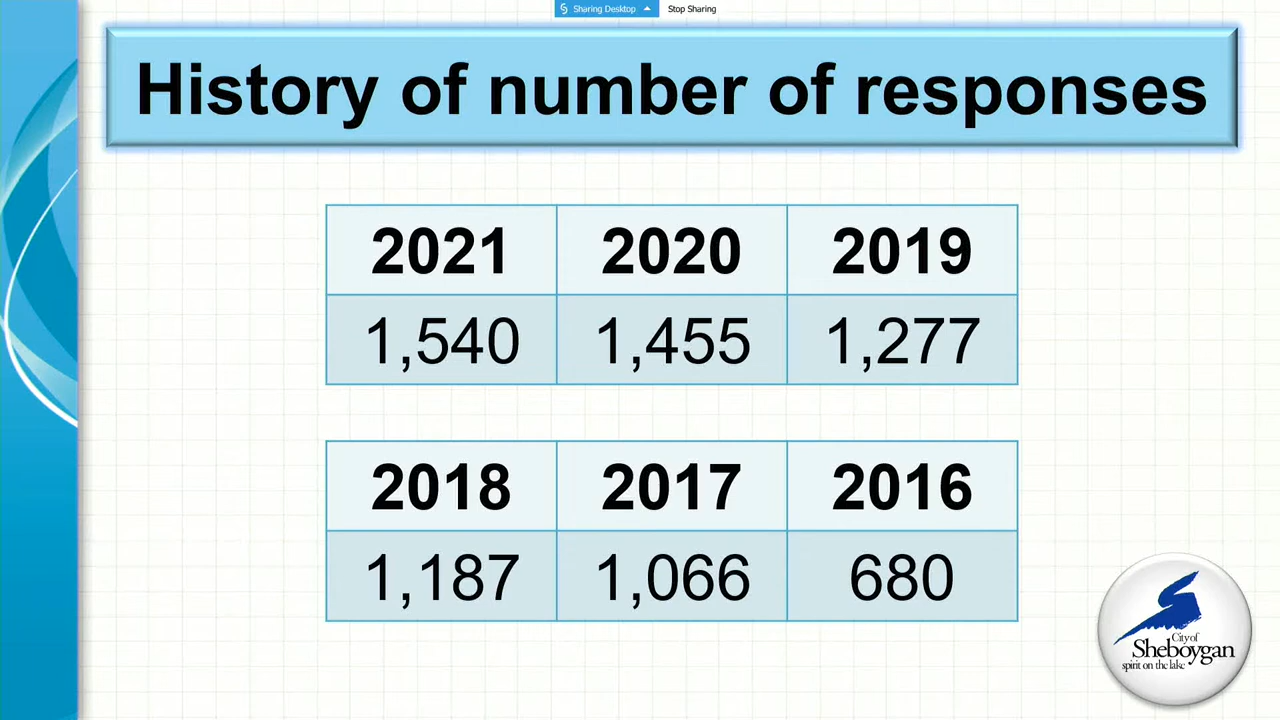 Sharing Desktop Stop Sharing
History of number of responses
2021 2020 2019
1,540 1,455 1,277
2018 2017 2016
1,187 1,066 680
City of
Sheboygan
spirit on the lake